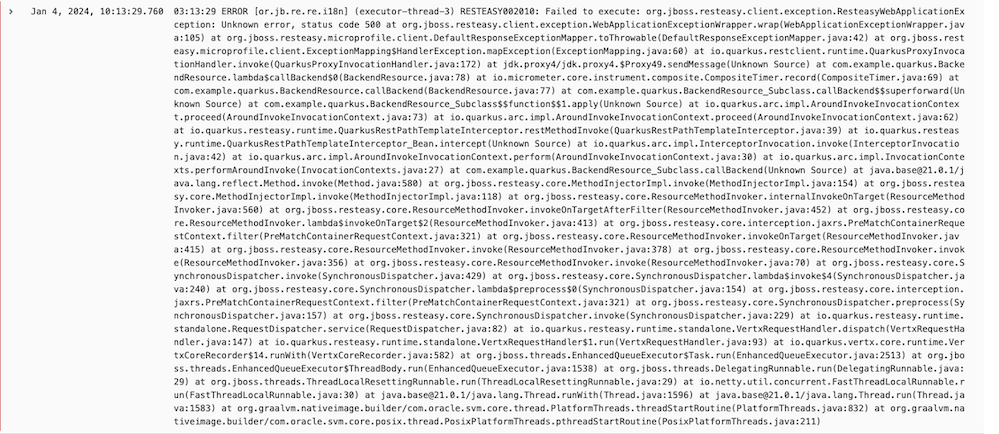 › Jan 4, 2024, 10:13:29.760 03:13:29 ERROR [or.jb.re.re.i18n] (executor-thread-3) RESTEASY002010: Failed to execute: org.jboss.resteasy.client.exception.ResteasyWebApplicationEx
ception: Unknown error, status code 500 at org.jboss.resteasy.client.exception.WebApplicationExceptionWrapper.wrap(WebApplicationExceptionWrapper.jav
a:105) at org.jboss.resteasy.microprofile.client.DefaultResponseExceptionMapper.toThrowable(DefaultResponseExceptionMapper.java:42) at org.jboss.rest
easy.microprofile.client.ExceptionMapping$HandlerException.mapException(ExceptionMapping.java:60) at io.quarkus.restclient.runtime.QuarkusProxyInvoca
tionHandler.invoke(QuarkusProxyInvocationHandler.java:172) at jdk.proxy4/jdk.proxy4.$Proxy49.sendMessage(Unknown Source) at com.example.quarkus.Backe
ndResource.lambda$callBackend$0(BackendResource.java:78) at io.micrometer.core.instrument.composite.CompositeTimer.record(CompositeTimer.java:69) at
com.example.quarkus.BackendResource.callBackend(BackendResource.java:77) at com.example.quarkus.BackendResource_Subclass.callBackend$$superforward(Un
known Source) at com.example.quarkus.BackendResource_Subclass$$function$$1.apply(Unknown Source) at io.quarkus.arc.impl.AroundInvokeInvocationContex
t.proceed(AroundInvokeInvocationContext.java:73) at io.quarkus.arc.impl.AroundInvokeInvocationContext.proceed(AroundInvokeInvocationContext.java:62)
at io.quarkus.resteasy.runtime.QuarkusRestPathTemplateInterceptor.restMethodInvoke(QuarkusRestPathTemplateInterceptor.java:39) at io.quarkus.resteas
y.runtime.QuarkusRestPathTemplateInterceptor_Bean.intercept(Unknown Source) at io.quarkus.arc.impl.InterceptorInvocation.invoke(InterceptorInvocatio
n.java:42) at io.quarkus.arc.impl.AroundInvokeInvocationContext.perform(AroundInvokeInvocationContext.java:30) at io.quarkus.arc.impl.InvocationConte
xts.performAroundInvoke(InvocationContexts.java:27) at com.example.quarkus.BackendResource_Subclass.callBackend(Unknown Source) at java.base@21.0.1/j
ava.lang.reflect.Method.invoke(Method.java:580) at org.jboss.resteasy.core.MethodInjectorImpl.invoke(MethodInjectorImpl.java:154) at org.jboss.restea
sy.core.MethodInjectorImpl.invoke(MethodInjectorImpl.java:118) at org.jboss.resteasy.core.ResourceMethodInvoker.internalInvokeOnTarget(ResourceMethod
Invoker.java:560) at org.jboss.resteasy.core.ResourceMethodInvoker.invokeOnTargetAfterFilter(ResourceMethodInvoker.java:452) at org.jboss.resteasy.co
re.ResourceMethodInvoker.lambda$invokeOnTarget$2(ResourceMethodInvoker.java:413) at org.jboss.resteasy.core.interception.jaxrs.PreMatchContainerReque
stContext.filter(PreMatchContainerRequestContext.java:321) at org.jboss.resteasy.core.ResourceMethodInvoker.invokeOnTarget(ResourceMethodInvoker.jav
a:415) at org.jboss.resteasy.core.ResourceMethodInvoker.invoke(ResourceMethodInvoker.java:378) at org.jboss.resteasy.core.ResourceMethodInvoker.invok
e(ResourceMethodInvoker.java:356) at org.jboss.resteasy.core.ResourceMethodInvoker.invoke(ResourceMethodInvoker.java:70) at org.jboss.resteasy.core.S
ynchronousDispatcher.invoke(SynchronousDispatcher.java:429) at org.jboss.resteasy.core.SynchronousDispatcher.lambda$invoke$4(SynchronousDispatcher.ja
va:240) at org.jboss.resteasy.core.SynchronousDispatcher.lambda$preprocess$0(SynchronousDispatcher.java:154) at org.jboss.resteasy.core.interception.
jaxrs.PreMatchContainerRequestContext.filter(PreMatchContainerRequestContext.java:321) at org.jboss.resteasy.core.SynchronousDispatcher.preprocess(Sy
nchronousDispatcher.java:157) at org.jboss.resteasy.core.SynchronousDispatcher.invoke(SynchronousDispatcher.java:229) at io.quarkus.resteasy.runtime.
standalone.RequestDispatcher.service(RequestDispatcher.java:82) at io.quarkus.resteasy.runtime.standalone.VertxRequestHandler.dispatch(VertxRequestHa
ndler.java:147) at io.quarkus.resteasy.runtime.standalone.VertxRequestHandler$1.run(VertxRequestHandler.java:93) at io.quarkus.vertx.core.runtime.Ver
txCoreRecorder$14.runWith(VertxCoreRecorder.java:582) at org.jboss.threads.EnhancedQueueExecutor$Task.run(EnhancedQueueExecutor.java:2513) at org.jbo
ss.threads.EnhancedQueueExecutor$ThreadBody.run(EnhancedQueueExecutor.java:1538) at org.jboss.threads.DelegatingRunnable.run(DelegatingRunnable.java:
29) at org.jboss.threads.ThreadLocalResettingRunnable.run(ThreadLocalResettingRunnable.java:29) at io.netty.util.concurrent.FastThreadLocalRunnable.r
un(FastThreadLocalRunnable.java:30) at java.base@21.0.1/java.lang.Thread.runWith(Thread.java:1596) at java.base@21.0.1/java.lang.Thread.run(Thread.ja
va:1583) at org.graalvm.nativeimage.builder/com.oracle.svm.core.thread.PlatformThreads.threadStartRoutine(PlatformThreads.java:832) at org.graalvm.na
tiveimage.builder/com.oracle.svm.core.posix.thread.PosixPlatformThreads.pthreadStartRoutine(PosixPlatformThreads.java:211)